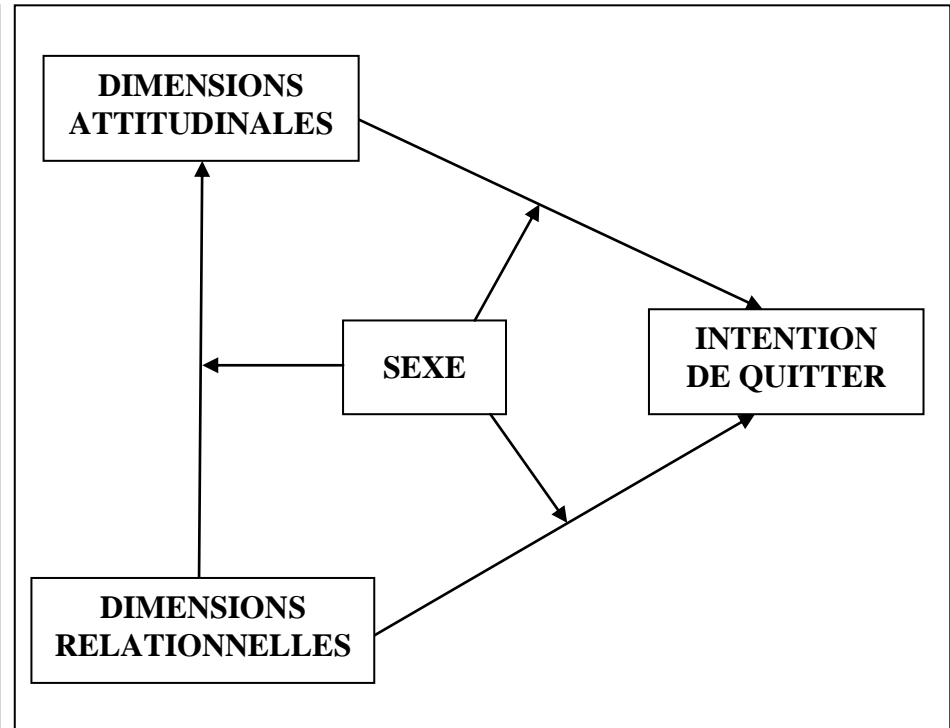 DIMENSIONS
ATTITUDINALES
SEXE
INTENTION
DE QUITTER
DIMENSIONS
RELATIONNELLES